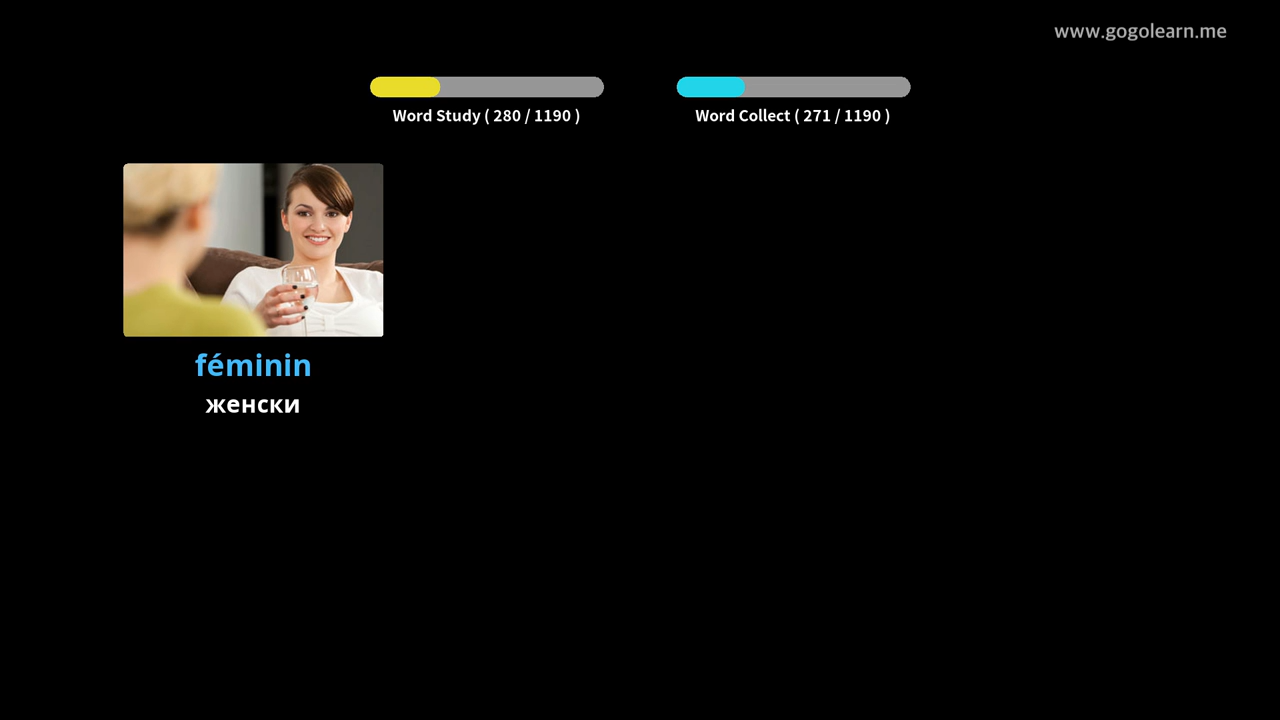 www.gogolearn.me
Word Study ( 280 / 1190 )
Word Collect ( 271 / 1190 )
féminin
женски